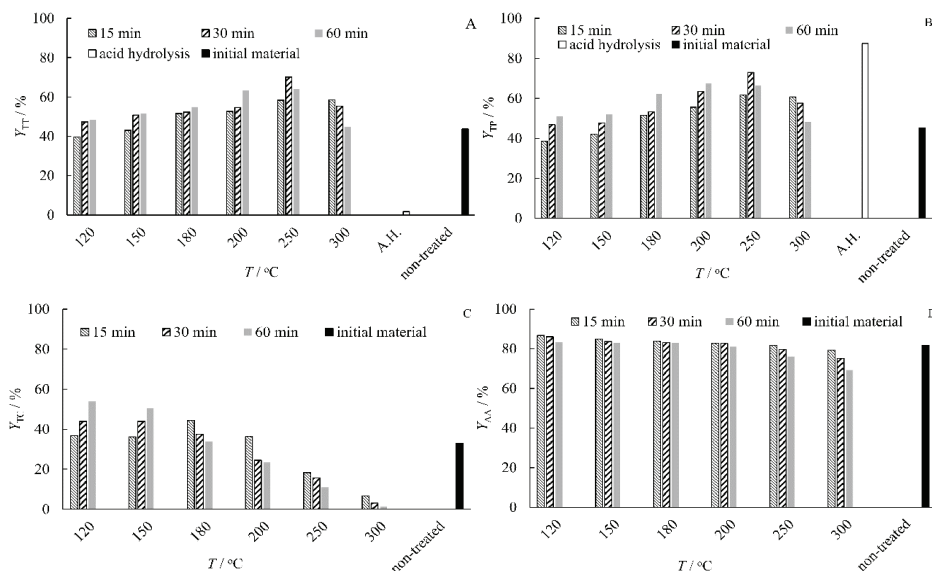 A
15 min 30 min 60 min
acid hydrolysis initial material
100
80
60
40
20
0
Y_TT / %
120 150 180 200 250 300 A.H. non-treated
T / °C
B
15 min 30 min 60 min
acid hydrolysis initial material
100
80
60
40
20
0
Y_TP / %
120 150 180 200 250 300 A.H. non-treated
T / °C
C
15 min 30 min 60 min initial material
100
80
60
40
20
0
Y_TC / %
120 150 180 200 250 300 non-treated
T / °C
15 min 30 min 60 min initial material
100
80
60
40
20
0
Y_AA / %
120 150 180 200 250 300 non-treated
T / °C